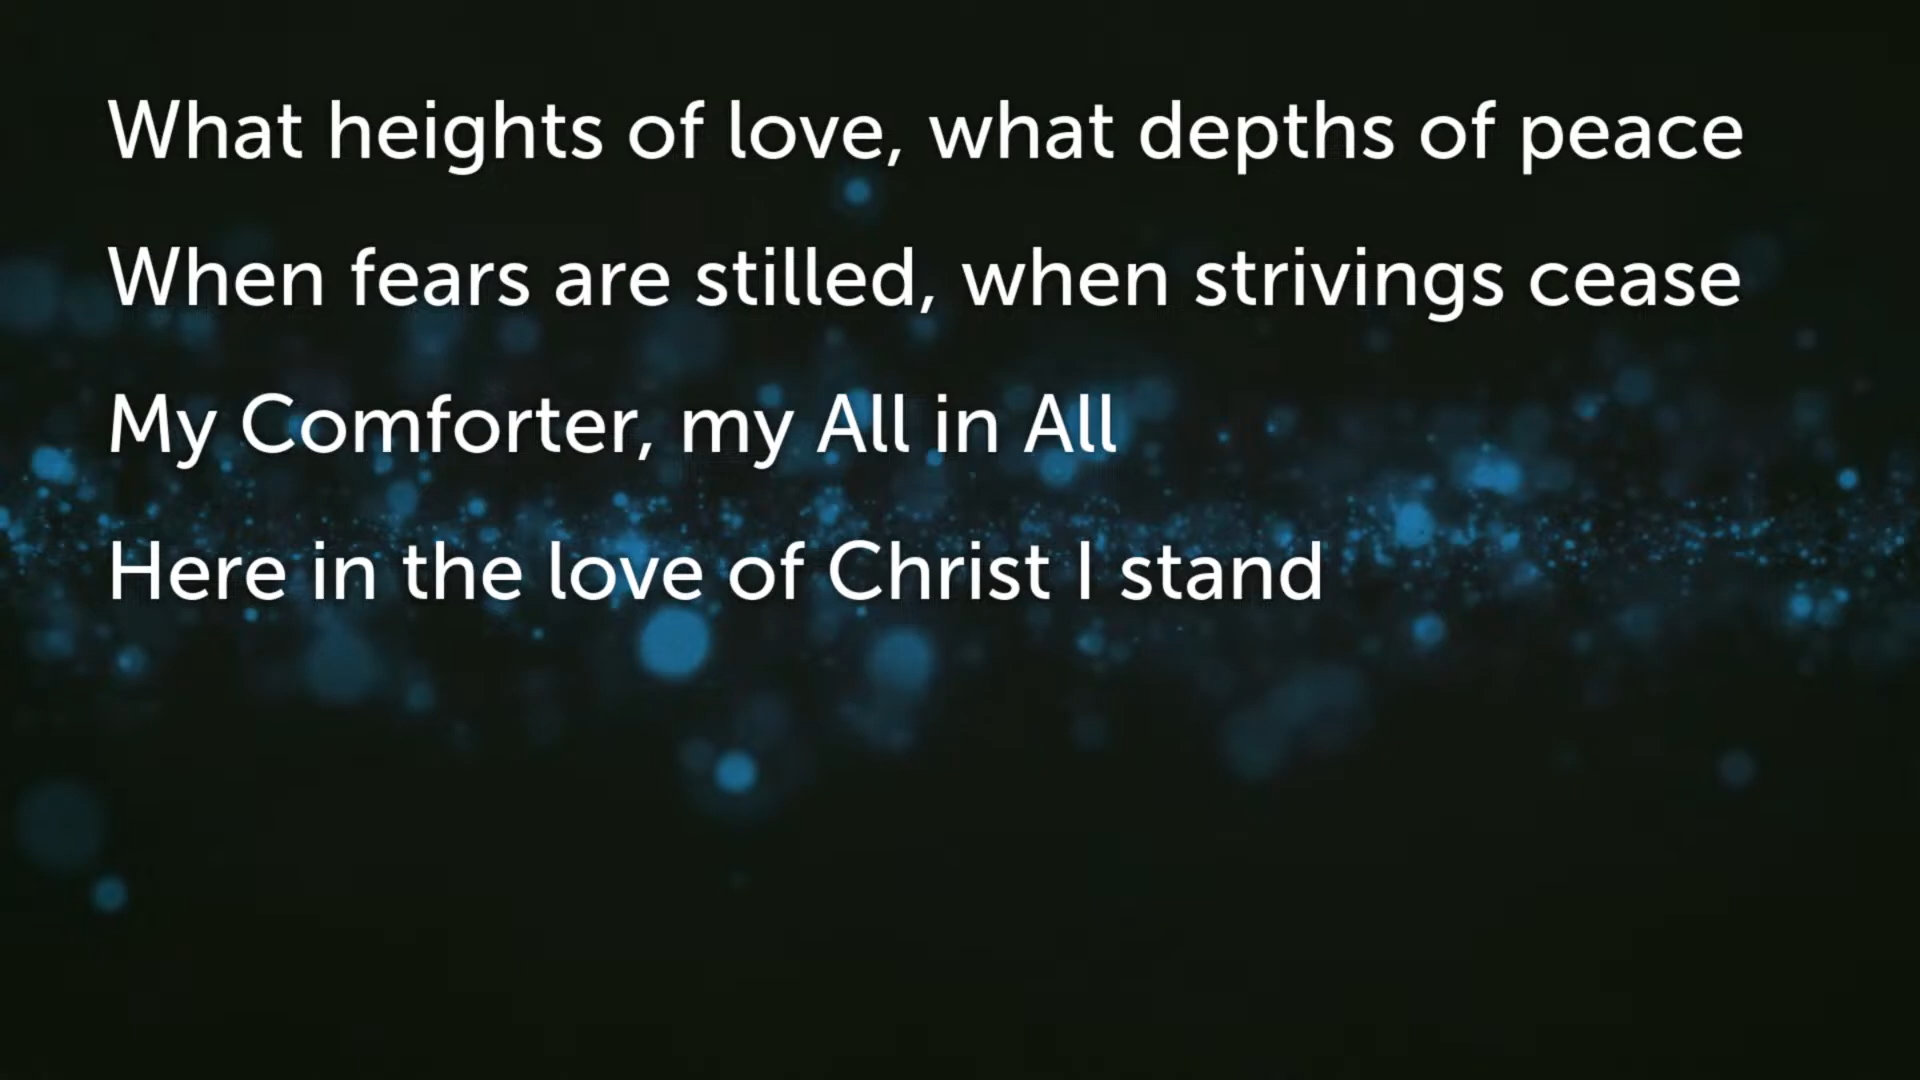 What heights of love, what depths of peace
When fears are stilled, when strivings cease
My Comforter, my All in All
Here in the love of Christ I stand